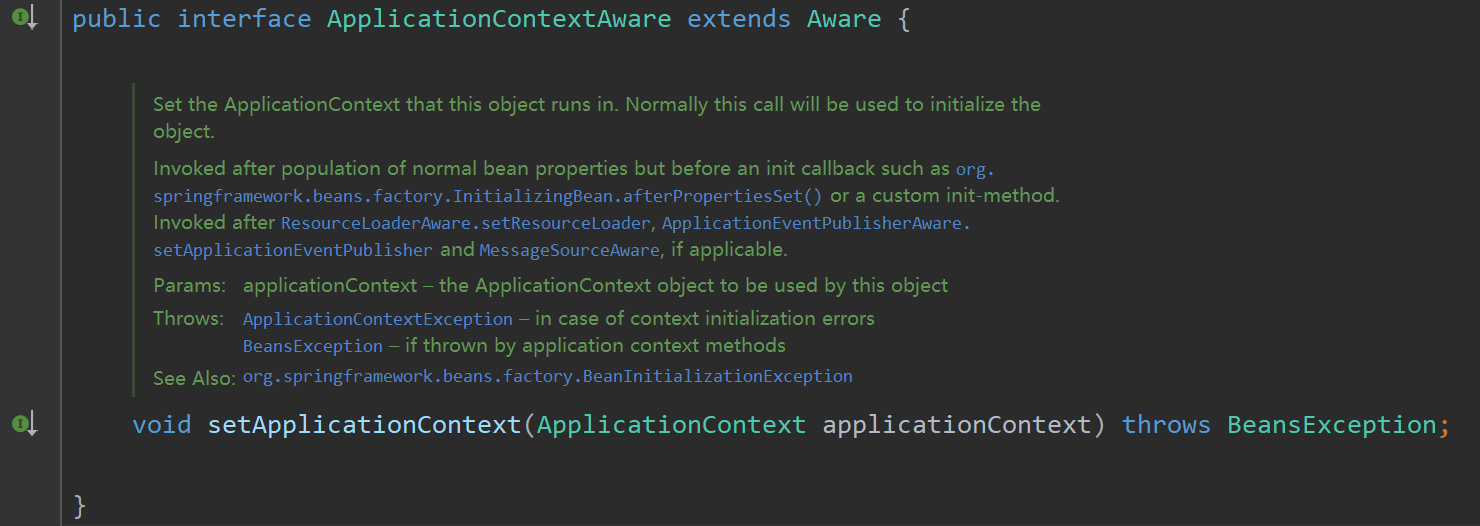 public interface ApplicationContextAware extends Aware {
Set the ApplicationContext that this object runs in. Normally this call will be used to initialize the
object.
Invoked after population of normal bean properties but before an init callback such as org.
springframework.beans.factory.InitializingBean.afterPropertiesSet() or a custom init-method.
Invoked after ResourceLoaderAware.setResourceLoader, ApplicationEventPublisherAware.
setApplicationEventPublisher and MessageSourceAware, if applicable.
Params: applicationContext – the ApplicationContext object to be used by this object
Throws: ApplicationContextException – in case of context initialization errors
BeansException – if thrown by application context methods
See Also: org.springframework.beans.factory.BeanInitializationException
void setApplicationContext(ApplicationContext applicationContext) throws BeansException;
}